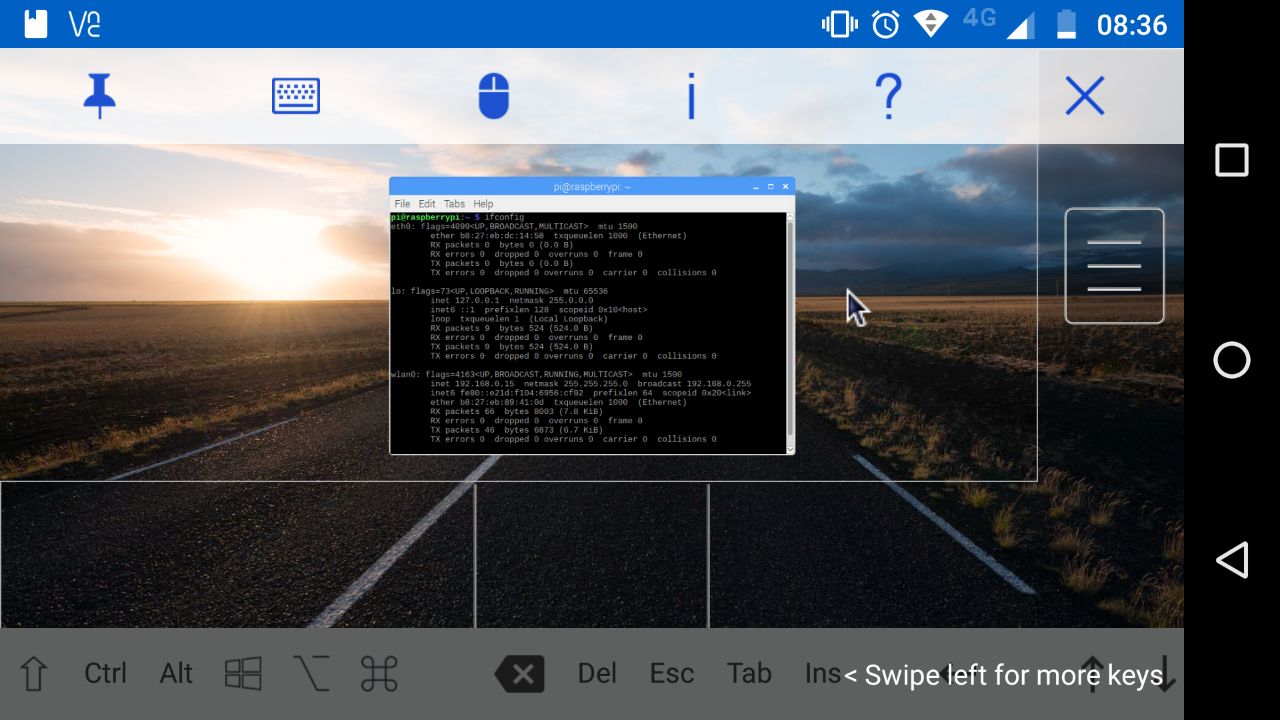 VNC
4G
08:36
i
?
pi@raspberrypi: ~
File Edit Tabs Help
pi@raspberrypi:~ $ ifconfig
eth0: flags=4099<UP,BROADCAST,MULTICAST> mtu 1500
ether b8:27:eb:dc:14:58 txqueuelen 1000 (Ethernet)
RX packets 0 bytes 0 (0.0 B)
RX errors 0 dropped 0 overruns 0 frame 0
TX packets 0 bytes 0 (0.0 B)
TX errors 0 dropped 0 overruns 0 carrier 0 collisions 0
lo: flags=73<UP,LOOPBACK,RUNNING> mtu 65536
inet 127.0.0.1 netmask 255.0.0.0
inet6 ::1 prefixlen 128 scopeid 0x10<host>
loop txqueuelen 1 (Local Loopback)
RX packets 9 bytes 524 (524.0 B)
RX errors 0 dropped 0 overruns 0 frame 0
TX packets 9 bytes 524 (524.0 B)
TX errors 0 dropped 0 overruns 0 carrier 0 collisions 0
wlan0: flags=4163<UP,BROADCAST,RUNNING,MULTICAST> mtu 1500
inet 192.168.0.15 netmask 255.255.255.0 broadcast 192.168.0.255
inet6 fe80::e21d:f104:6956:cf92 prefixlen 64 scopeid 0x20<link>
ether b8:27:eb:89:41:0d txqueuelen 1000 (Ethernet)
RX packets 66 bytes 8003 (7.8 KiB)
RX errors 0 dropped 0 overruns 0 frame 0
TX packets 46 bytes 6873 (6.7 KiB)
TX errors 0 dropped 0 overruns 0 carrier 0 collisions 0
Ctrl Alt Del Esc Tab Ins < Swipe left for more keys